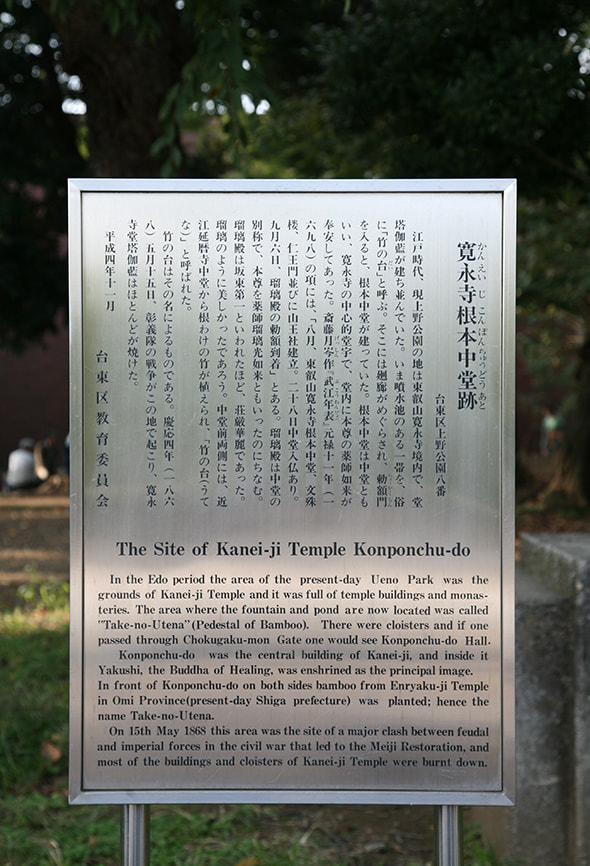 かんえいじこんぽんちゅうどうあと
寛永寺根本中堂跡
台東区上野公園八番
江戸時代、現上野公園の地は東叡山寛永寺境内で、堂
塔伽藍が建ち並んでいた。いま噴水池のある一帯を、俗
に「竹の台」と呼ぶ。そこには廻廊がめぐらされ、勅額門
を入ると、根本中堂が建っていた。根本中堂は中堂とも
いい、寛永寺の中心的堂宇で、堂内に本尊の薬師如来が
奉安してあった。斎藤月岑作『武江年表』元禄十一年(一
六九八)の項には、「八月、東叡山寛永寺根本中堂、文殊
楼、仁王門並びに山王社建立。二十八日中堂入仏あり。
九月六日、瑠璃殿の勅額到着」とある。瑠璃殿は中堂の
別称で、本尊を薬師瑠璃光如来ともいったのにちなむ。
瑠璃殿は坂東第一といわれたほど、荘厳華麗であった。
瑠璃のように美しかったであろう。中堂前両側には、近
江延暦寺中堂から根わけの竹が植えられ、「竹の台(うて
な)」と呼ばれた。
竹の台はその名によるものである。慶応四年(一八六
八)五月十五日、彰義隊の戦争がこの地で起こり、寛永
寺堂塔伽藍はほとんどが焼けた。
平成四年十一月
台東区教育委員会
The Site of Kanei-ji Temple Konponchu-do
In the Edo period the area of the present-day Ueno Park was the
grounds of Kanei-ji Temple and it was full of temple buildings and monas-
teries. The area where the fountain and pond are now located was called
"Take-no-Utena"(Pedestal of Bamboo). There were cloisters and if one
passed through Chokugaku-mon Gate one would see Konponchu-do Hall.
Konponchu-do was the central building of Kanei-ji, and inside it
Yakushi, the Buddha of Healing, was enshrined as the principal image.
In front of Konponchu-do on both sides bamboo from Enryaku-ji Temple
in Omi Province(present-day Shiga prefecture) was planted; hence the
name Take-no-Utena.
On 15th May 1868 this area was the site of a major clash between feudal
and imperial forces in the civil war that led to the Meiji Restoration, and
most of the buildings and cloisters of Kanei-ji Temple were burnt down.